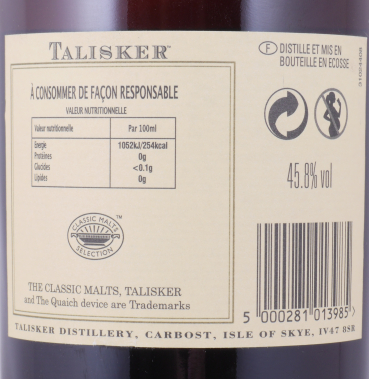 TALISKER™
À CONSOMMER DE FAÇON RESPONSABLE
VALEUR NUTRITIONNELLE
Valeur nutritionnelle Par 100ml
Energie 1052kJ/254kcal
Protéines 0g
Glucides <0.1g
Lipides 0g
CLASSIC MALTS ™
SELECTION
THE CLASSIC MALTS, TALISKER
and The Quaich device are Trademarks
F DISTILLE ET MIS EN
BOUTEILLE EN ECOSSE
45.8% vol
5 000281 013985 >
TALISKER DISTILLERY, CARBOST, ISLE OF SKYE, IV47 8SR